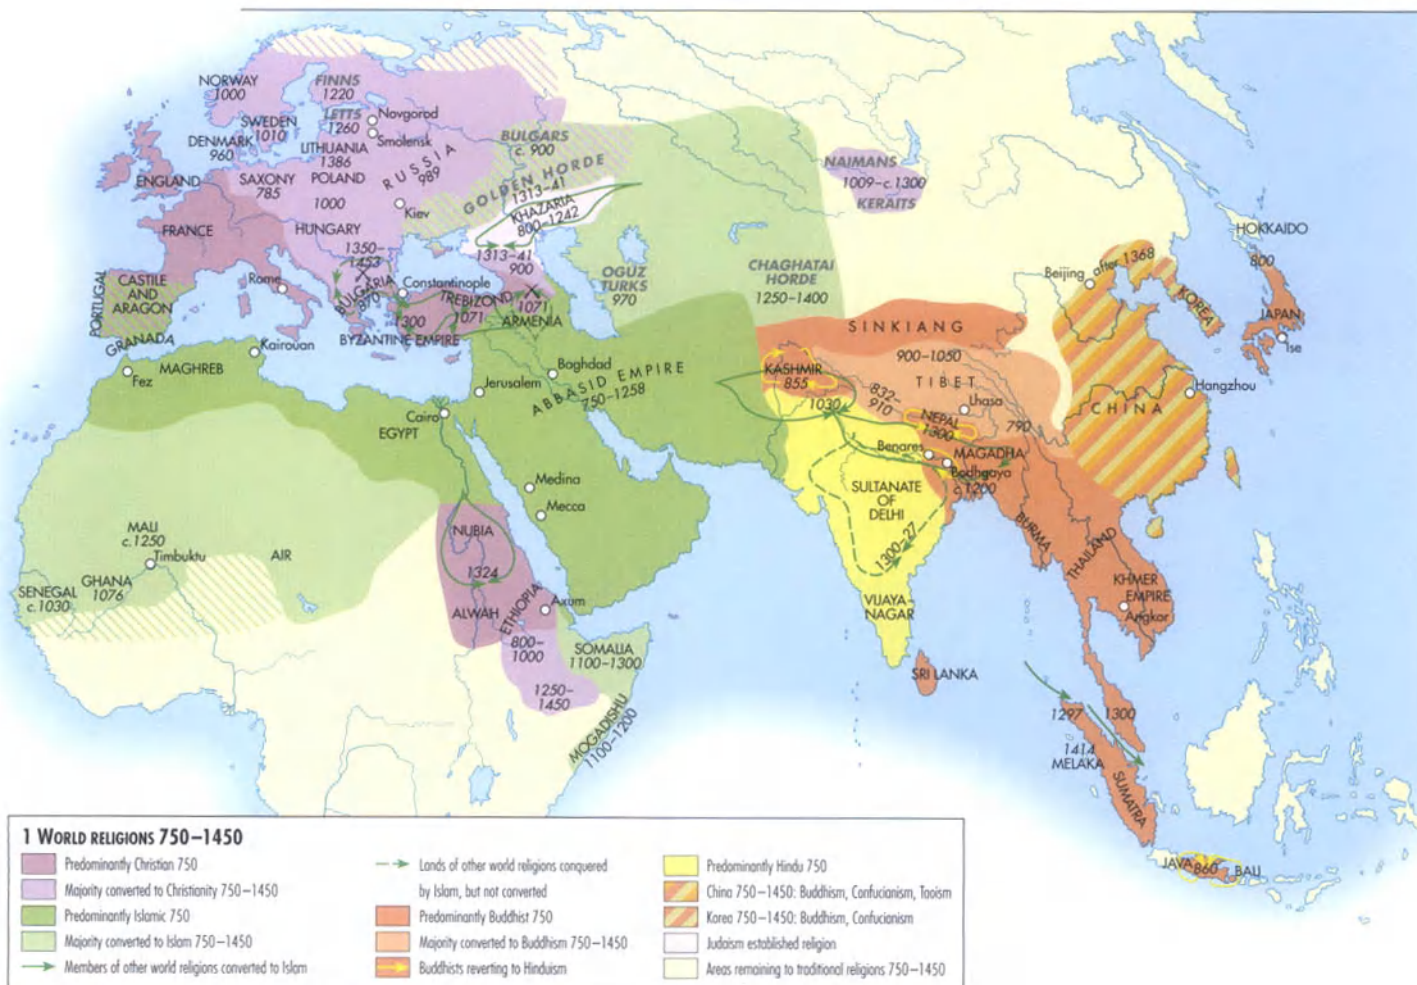 NORWAY
1000
FINNS
1220
SWEDEN
1010
LETTS
1260
Novgorod
Smolensk
DENMARK
960
LITHUANIA
1386
BULGARS
c. 900
NAIMANS
1009–c.1300
KERAITS
ENGLAND
SAXONY
785
POLAND
1000
RUSSIA
989
GOLDEN HORDE
1313–41
KHAZARIA
800–1242
Kiev
FRANCE
HUNGARY
1350–
1453
1313–41
900
HOKKAIDO
800
OGUZ
TURKS
970
CHAGHATAI
HORDE
1250–1400
Beijing
after 1368
KOREA
JAPAN
Ise
PORTUGAL
CASTILE
AND
ARAGON
GRANADA
Rome
BULGARIA
870
Constantinople
TREBIZOND
1071
1071
ARMENIA
1300
BYZANTINE EMPIRE
SINKIANG
Kairouan
MAGHREB
Fez
Baghdad
Jerusalem
ABBASID EMPIRE
750–1258
KASHMIR
855
900–1050
TIBET
832–
910
Lhasa
790
1030
NEPAL
1300
Hangzhou
CHINA
Cairo
EGYPT
Benares
MAGADHA
Bodhgaya
c.1200
Medina
Mecca
SULTANATE
OF
DELHI
1300–27
BURMA
THAILAND
MALI
c.1250
Timbuktu
AIR
NUBIA
1324
SENEGAL
c.1030
GHANA
1076
ALWAH
ETHIOPIA
Axum
800–
1000
SOMALIA
1100–1300
VIJAYA-
NAGAR
KHMER
EMPIRE
Angkor
SRI LANKA
1250–
1450
MOGADISHU
1100–1200
1297
1300
1414
MELAKA
SUMATRA
JAVA
860
BALI
1 WORLD RELIGIONS 750–1450
Predominantly Christian 750
Majority converted to Christianity 750–1450
Predominantly Islamic 750
Majority converted to Islam 750–1450
Members of other world religions converted to Islam
Lands of other world religions conquered
by Islam, but not converted
Predominantly Buddhist 750
Majority converted to Buddhism 750–1450
Buddhists reverting to Hinduism
Predominantly Hindu 750
China 750–1450: Buddhism, Confucianism, Taoism
Korea 750–1450: Buddhism, Confucianism
Judaism established religion
Areas remaining to traditional religions 750–1450